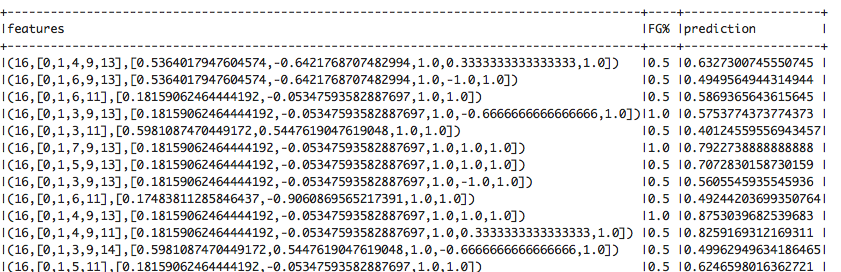 +--------------------------------------------------------------------------------+----+-------------------+
|features |FG% |prediction |
+--------------------------------------------------------------------------------+----+-------------------+
|(16,[0,1,4,9,13],[0.5364017947604574,-0.6421768707482994,1.0,0.3333333333333333,1.0]) |0.5 |0.6327300745550745 |
|(16,[0,1,6,9,13],[0.5364017947604574,-0.6421768707482994,1.0,-1.0,1.0]) |0.5 |0.4949564944314944 |
|(16,[0,1,6,11],[0.18159062464444192,-0.05347593582887697,1.0,1.0]) |0.5 |0.5869365643615645 |
|(16,[0,1,3,9,13],[0.18159062464444192,-0.05347593582887697,1.0,-0.6666666666666666,1.0])|1.0 |0.5753774373774373 |
|(16,[0,1,3,11],[0.5981087470449172,0.5447619047619048,1.0,1.0]) |0.5 |0.40124559556943457|
|(16,[0,1,7,9,13],[0.18159062464444192,-0.05347593582887697,1.0,1.0,1.0]) |1.0 |0.7922738888888888 |
|(16,[0,1,5,9,13],[0.18159062464444192,-0.05347593582887697,1.0,1.0,1.0]) |0.5 |0.7072830158730159 |
|(16,[0,1,3,9,13],[0.18159062464444192,-0.05347593582887697,1.0,-1.0,1.0]) |0.5 |0.5605545935545936 |
|(16,[0,1,6,11],[0.17483811285846437,-0.9060869565217391,1.0,1.0]) |0.5 |0.49244203699350764|
|(16,[0,1,4,9,13],[0.18159062464444192,-0.05347593582887697,1.0,1.0,1.0]) |1.0 |0.8753039682539683 |
|(16,[0,1,4,9,11],[0.18159062464444192,-0.05347593582887697,1.0,0.3333333333333333,1.0]) |0.5 |0.8259169312169311 |
|(16,[0,1,3,9,14],[0.5981087470449172,0.5447619047619048,1.0,-0.6666666666666666,1.0]) |0.5 |0.49962949634186465|
|(16,[0,1,5,11],[0.18159062464444192,-0.05347593582887697,1.0,1.0]) |0.5 |0.6246598016362721 |